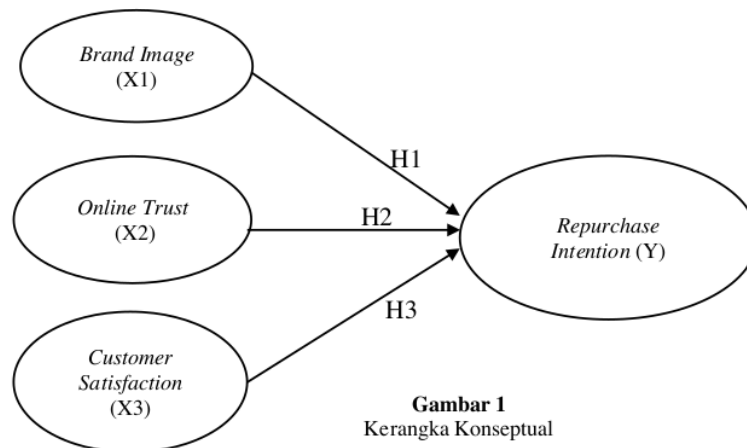 Brand Image
(X1)
H1
Online Trust
(X2)
H2
Repurchase
Intention (Y)
H3
Customer
Satisfaction
(X3)
Gambar 1
Kerangka Konseptual